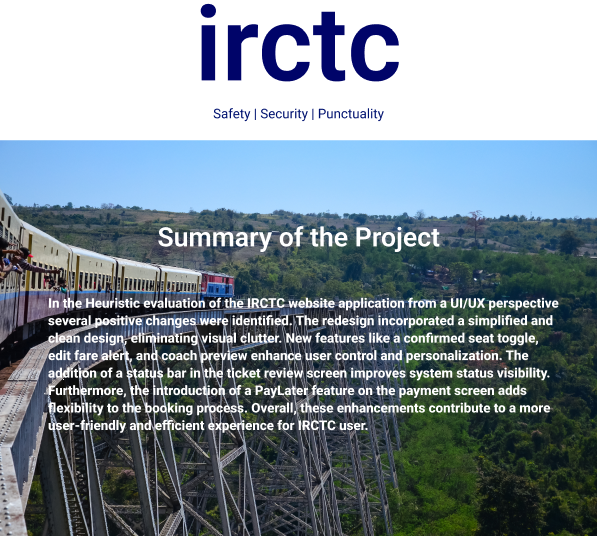 irctc
Safety | Security | Punctuality
Summary of the Project
In the Heuristic evaluation of the IRCTC website application from a UI/UX perspective
several positive changes were identified. The redesign incorporated a simplified and
clean design, eliminating visual clutter. New features like a confirmed seat toggle,
edit fare alert, and coach preview enhance user control and personalization. The
addition of a status bar in the ticket review screen improves system status visibility.
Furthermore, the introduction of a PayLater feature on the payment screen adds
flexibility to the booking process. Overall, these enhancements contribute to a more
user-friendly and efficient experience for IRCTC user.